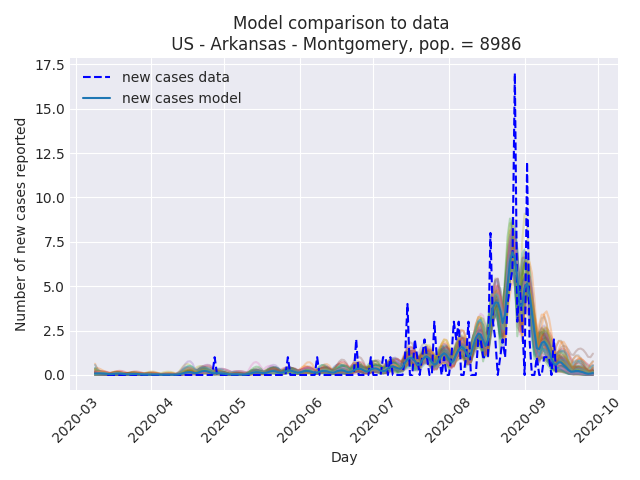 Model comparison to data
US - Arkansas - Montgomery, pop. = 8986
new cases data
new cases model
Number of new cases reported
17.5
15.0
12.5
10.0
7.5
5.0
2.5
0.0
2020-03
2020-04
2020-05
2020-06
2020-07
2020-08
2020-09
2020-10
Day